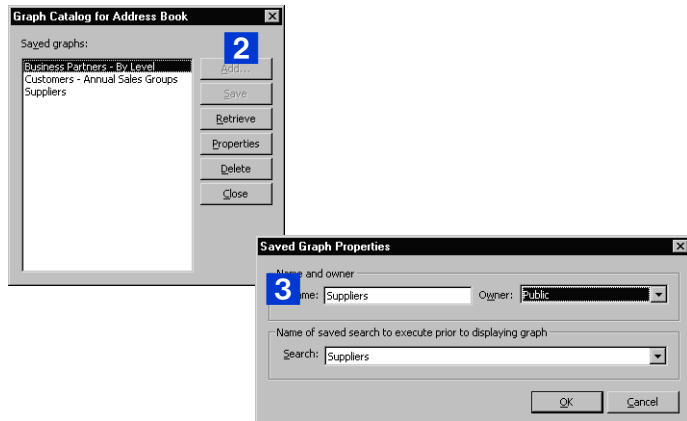 Graph Catalog for Address Book
Saved graphs:
2
Business Partners - By Level
Customers - Annual Sales Groups
Suppliers
Add...
Save
Retrieve
Properties
Delete
Close
Saved Graph Properties
Name and owner
3
Suppliers
Owner:
Public
Name of saved search to execute prior to displaying graph
Search:
Suppliers
OK
Cancel